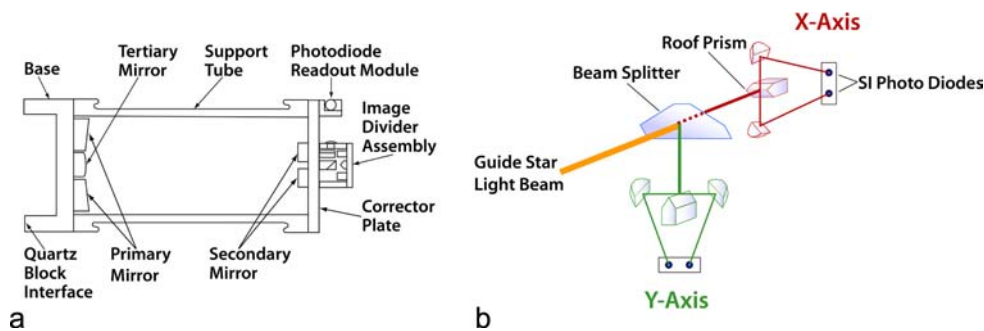 Base
Tertiary
Mirror
Support
Tube
Photodiode
Readout Module
Image
Divider
Assembly
Corrector
Plate
Secondary
Mirror
Primary
Mirror
Quartz
Block
Interface
a
X-Axis
Roof Prism
Beam Splitter
SI Photo Diodes
Guide Star
Light Beam
Y-Axis
b